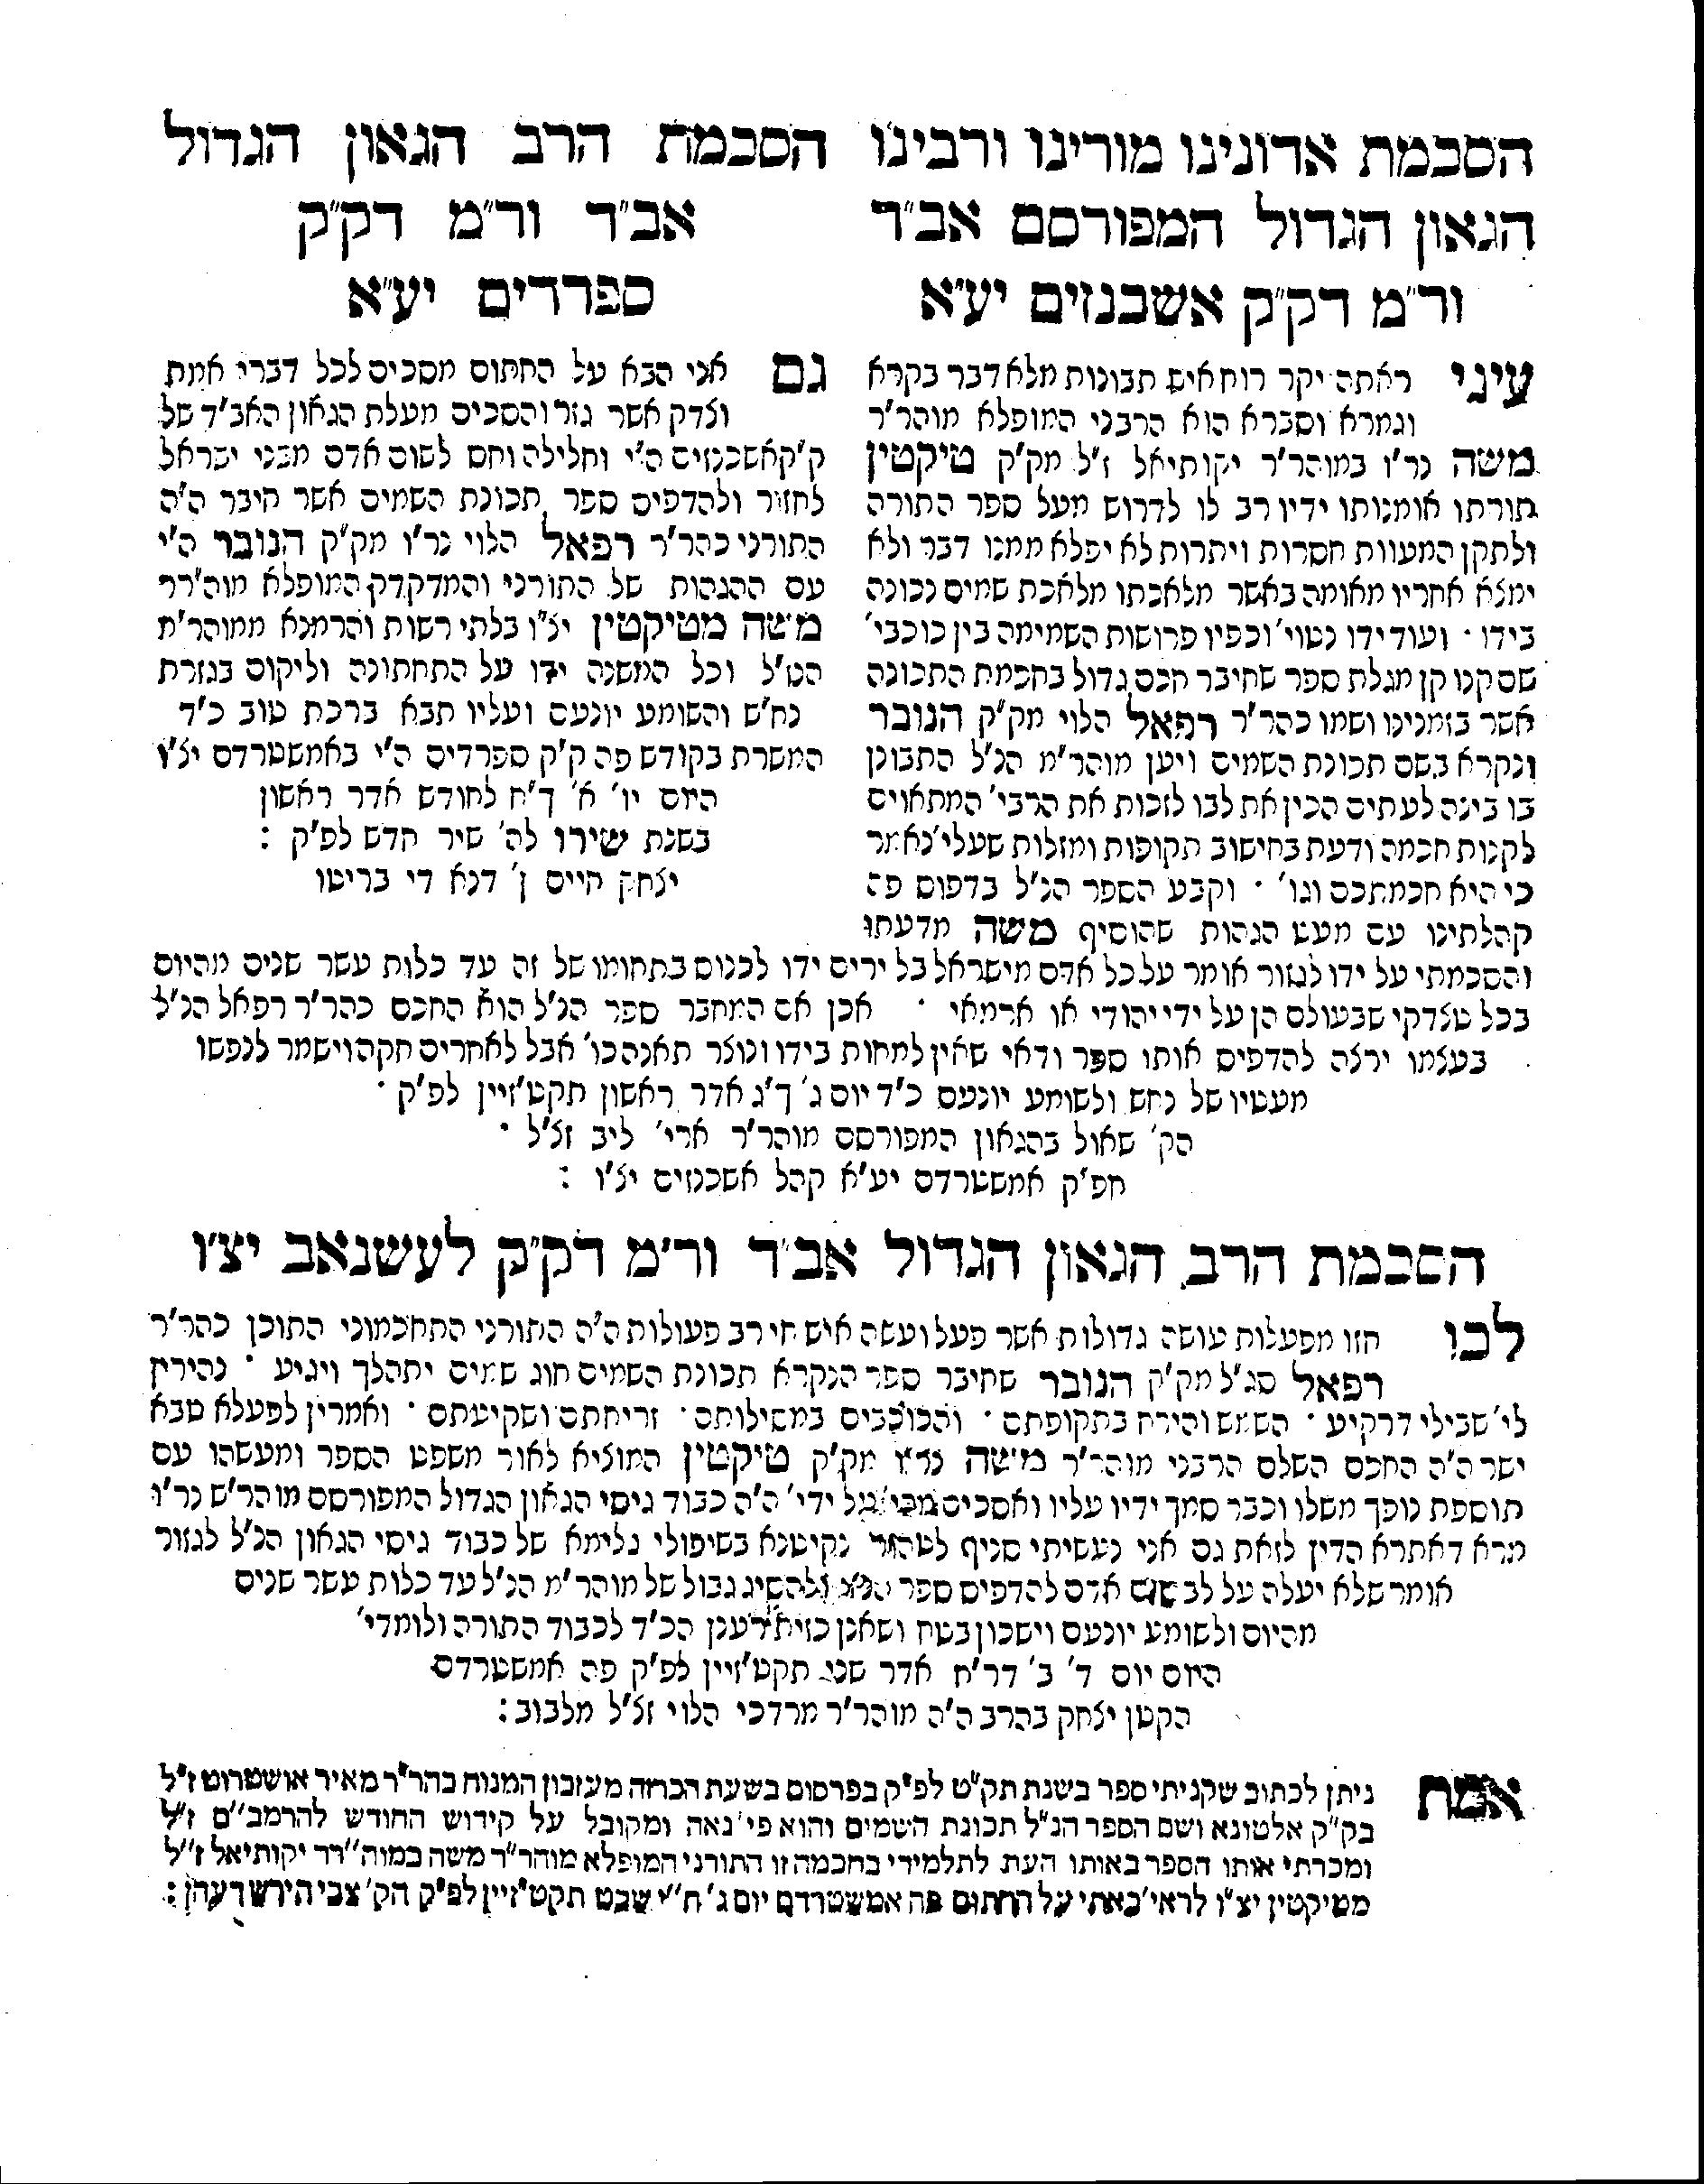 הסכמת אדונינו מורינו ורבינו
הגאון הגדול המפורסם אב״ד
ור״מ דק״ק אשכנזים יע״א
עיני ראתה יקר רוח איש תבונות מלא דבר בקרא
וגמרא וסברא הוא הרבני המופלא מוהר״ר
משה נר״ו במוהר״ר יקותיאל ז״ל מק״ק טיקטין
תורתו אומנותו ידיו רב לו לדרוש מעל ספר התורה
ולתקן המעוות חסרות ויתרות לא יפלא ממנו דבר ולא
ימצא אחריו מאומה באשר מלאכתו מלאכת שמים נכונה
בידו · ועוד ידו נטוי׳ וכפיו פרושות השמימה בין כוכבי׳
שם קנו קן מגלת ספר שחיבר חכם גדול בחכמת התכונה
אשר בזמנינו ושמו כהר״ר רפאל הלוי מק״ק הנובר
ונקרא בשם תכונת השמים ויען מוהר״מ הנ״ל התבונן
בו בינה לעתים הכין את לבו לזכות את הרבי׳ המתאוים
לקנות חכמה ודעת בחישוב תקופות ומזלות שעלי׳ נאמר
כי היא חכמתכם וגו׳ · וקבע הספר הנ״ל בדפוס פה
קהלתינו עם מעט הגהות שהוסיף משה מדעתו
והסכמתי על ידו לגזור אומר על כל אדם מישראל בל ירים ידו לכנוס בתחומו של זה עד כלות עשר שנים מהיום
בכל טצדקי שבעולם הן על ידי יהודי או ארמאי · אכן אם המחבר ספר הנ״ל הוא החכם כהר״ר רפאל הנ״ל
בעצמו ירצה להדפיס אותו ספר ודאי שאין למחות בידו ונוצר תאנה כו׳ אבל לאחרים חקה וישמר לנפשו
מעטיו של נחש ולשומע יונעם כ״ד יום ג׳ ד״ג אדר ראשון תקט״זיין לפ״ק ·
הק׳ שאול בהגאון המפורסם מוהר״ר ארי׳ ליב זצ״ל ·
חפ״ק אמשטרדם יע״א קהל אשכנזים יצ״ו :
הסכמת הרב הגאון הגדול
אב״ד ור״מ דק״ק
ספרדים יע״א
גם אני הבא על החתום מסכים לכל דברי אמת
וצדק אשר גזר והסכים מעלת הגאון האב״ד של
ק״ק אשכנזים ה״י וחלילה וחס לשום אדם מבני ישראל
לחזור ולהדפיס ספר תכונת השמים אשר חיבר ה״ה
התורני כהר״ר רפאל הלוי נר״ו מק״ק הנובר ה״י
עם ההגהות של התורני והמדקדק המופלא מוה״רר
משה מטיקטין יצ״ו בלתי רשות והרמנא ממוהר״מ
הט״ל וכל המשנה ידו על התחתונה וליקום בגזרת
נח״ש והשומע יונעם ועליו תבא ברכת טוב כ״ד
המשרת בקודש פה ק״ק ספרדים ה״י באמשטרדם יצ״ו
היום יו׳ א׳ ד״ח לחודש אדר ראשון
בשנת שירו לה׳ שיר חדש לפ״ק :
יצחק חיים ן׳ דנא די בריטו
הסכמת הרב הגאון הגדול אב״ד ור״מ דק״ק לעשנאב יצ״ו
לכו חזו מפעלות עושה גדולות אשר פעל ועשה איש חי רב פעולות ה״ה התורני התחכמוני התוכן כהר״ר
רפאל סג״ל מק״ק הנובר שחיבר ספר הנקרא תכונת השמים חוג שמים יתהלך ויגיע · נהירין
לי׳ שבילי דרקיע · השמש והירח בתקופתם · והכוכבים במסילותם · זריחתם ושקיעתם · ואמרין לפעלא טבא
ישר ה״ה החכם השלם הרבני מוהר״ר משה נר״ו מק״ק טיקטין המוציא לאור משפט הספר ומעשהו עם
תוספת נופך משלו וכבר סמך ידיו עליו ואסכים על ידי׳ ה״ה כבוד גיסי הגאון הגדול המפורסם מוהר״ש נר״ו
מרא דאתרא הדין לזאת גם אני נעשיתי סניף לטהור נקיטנא בשיפולי גלימא של כבוד גיסי הגאון הנ״ל לגזור
אומר שלא יעלה על לב שום אדם להדפיס ספר הנ״ל ולהשיג גבול של מוהר״מ הנ״ל עד כלות עשר שנים
מהיום ולשומע יונעם וישכון בטח ושאנן כזית רענן הכ״ד לכבוד התורה ולומדי׳
היום יום ד׳ ב׳ דר״ח אדר שני תקט״זיין לפ״ק פה אמשטרדם
הקטן יצחק בהרב ה״ה מוהר״ר מרדכי הלוי זצ״ל מלבוב :
אמת ניתן לכתוב שקניתי ספר בשנת תק״ט לפ״ק בפרסום בשעת הכרזה מעזבון המנוח כהר״ר מאיר אושטרוט ז״ל
בק״ק אלטונא ושם הספר הנ״ל תכונת השמים והוא פי׳ נאה ומקובל על קידוש החודש להרמב״ם ז״ל
ומכרתי אותו הספר באותו העת לתלמידי בחכמה זו התורני המופלא מוהר״ר משה במוה״רר יקותיאל ז״ל
מטיקטין יצ״ו לראי׳ באתי על החתום פה אמשטרדם יום ג׳ ח״י שבט תקט״זיין לפ״ק הק׳ צבי הירש